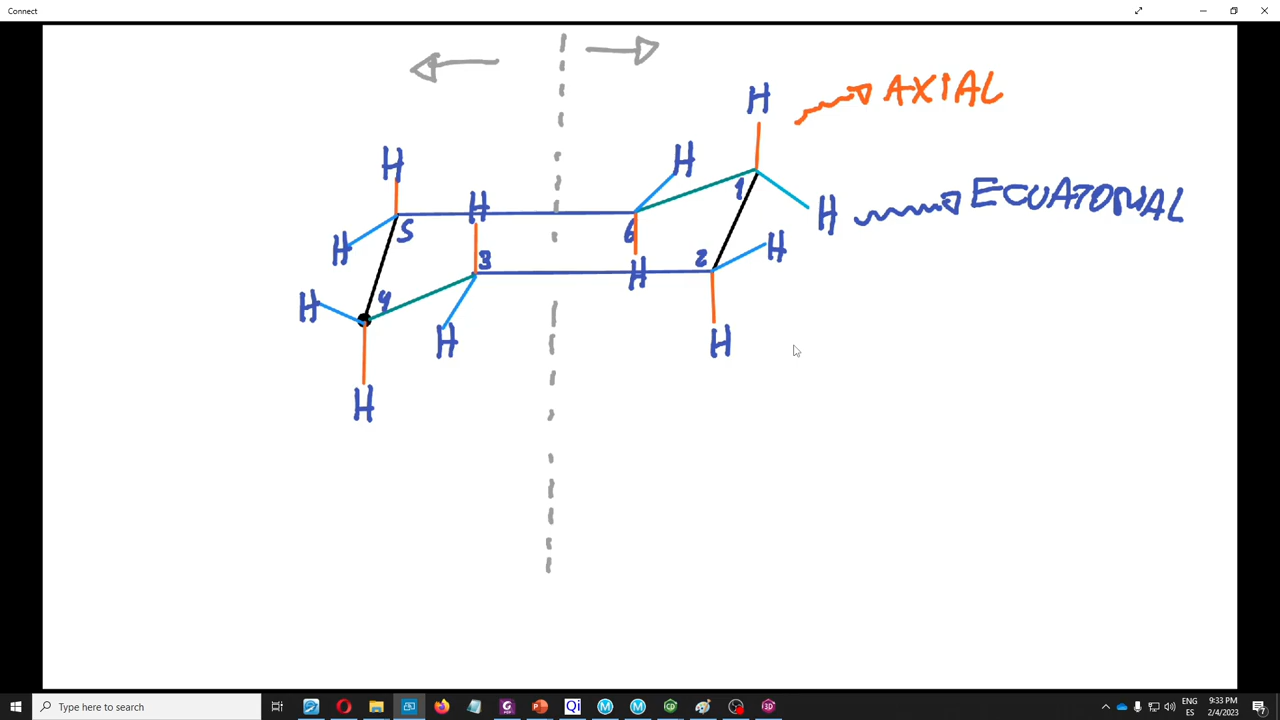 Connect
H → AXIAL
H H
H 1
H → ECUATORIAL
5 6 H
H 3 2
H 4 H
H H
H
Type here to search
Qi
ENG 9:33 PM
ES 2/4/2023